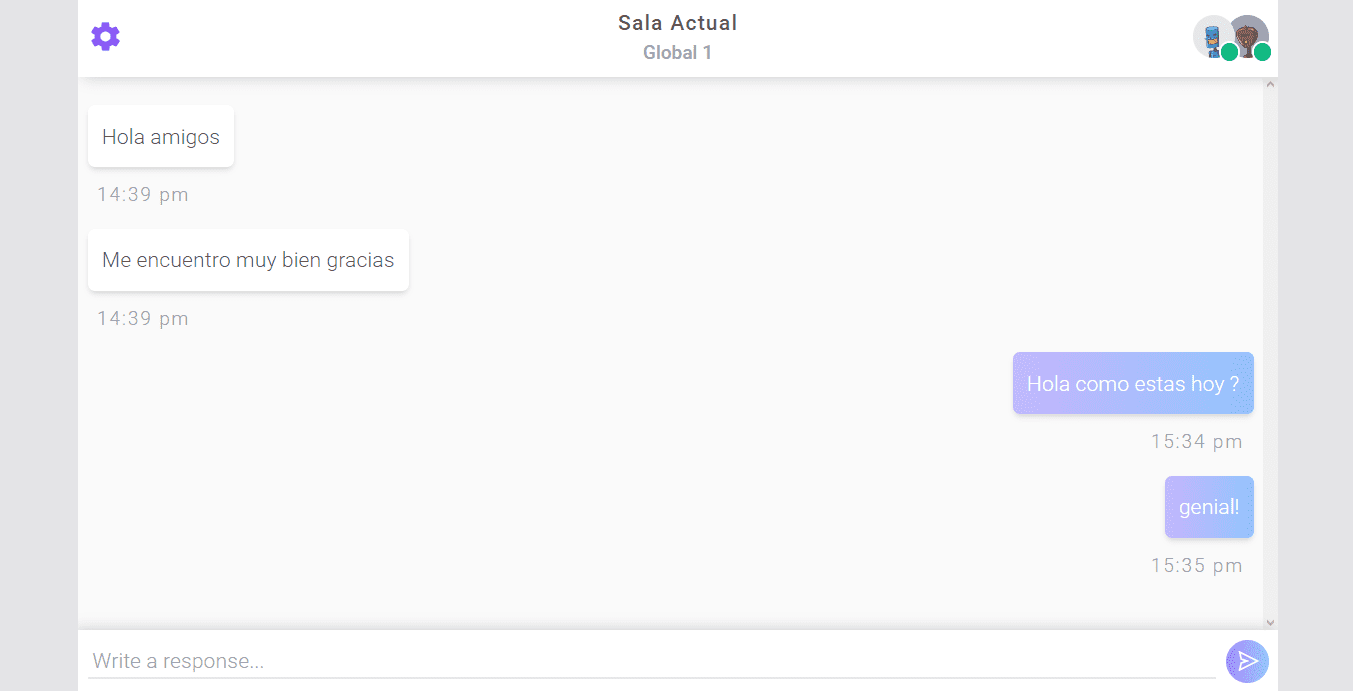 Sala Actual
Global 1
Hola amigos
14:39 pm
Me encuentro muy bien gracias
14:39 pm
Hola como estas hoy ?
15:34 pm
genial!
15:35 pm
Write a response...